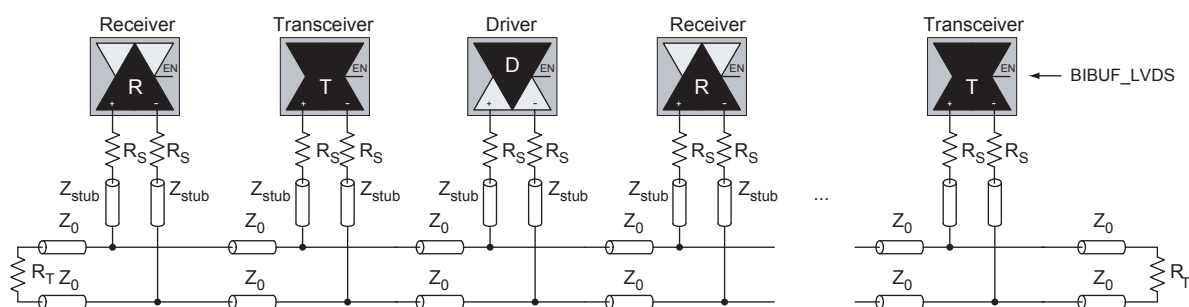 Receiver Transceiver Driver Receiver Transceiver
EN EN EN EN EN
R T D R T
BIBUF_LVDS
+ - + - + - + - + -
RS RS RS RS RS RS RS RS RS RS
Zstub Zstub Zstub Zstub Zstub Zstub Zstub Zstub
...
Z0 Z0 Z0 Z0 Z0 Z0
RT Z0 Z0 Z0 Z0 Z0 Z0 RT